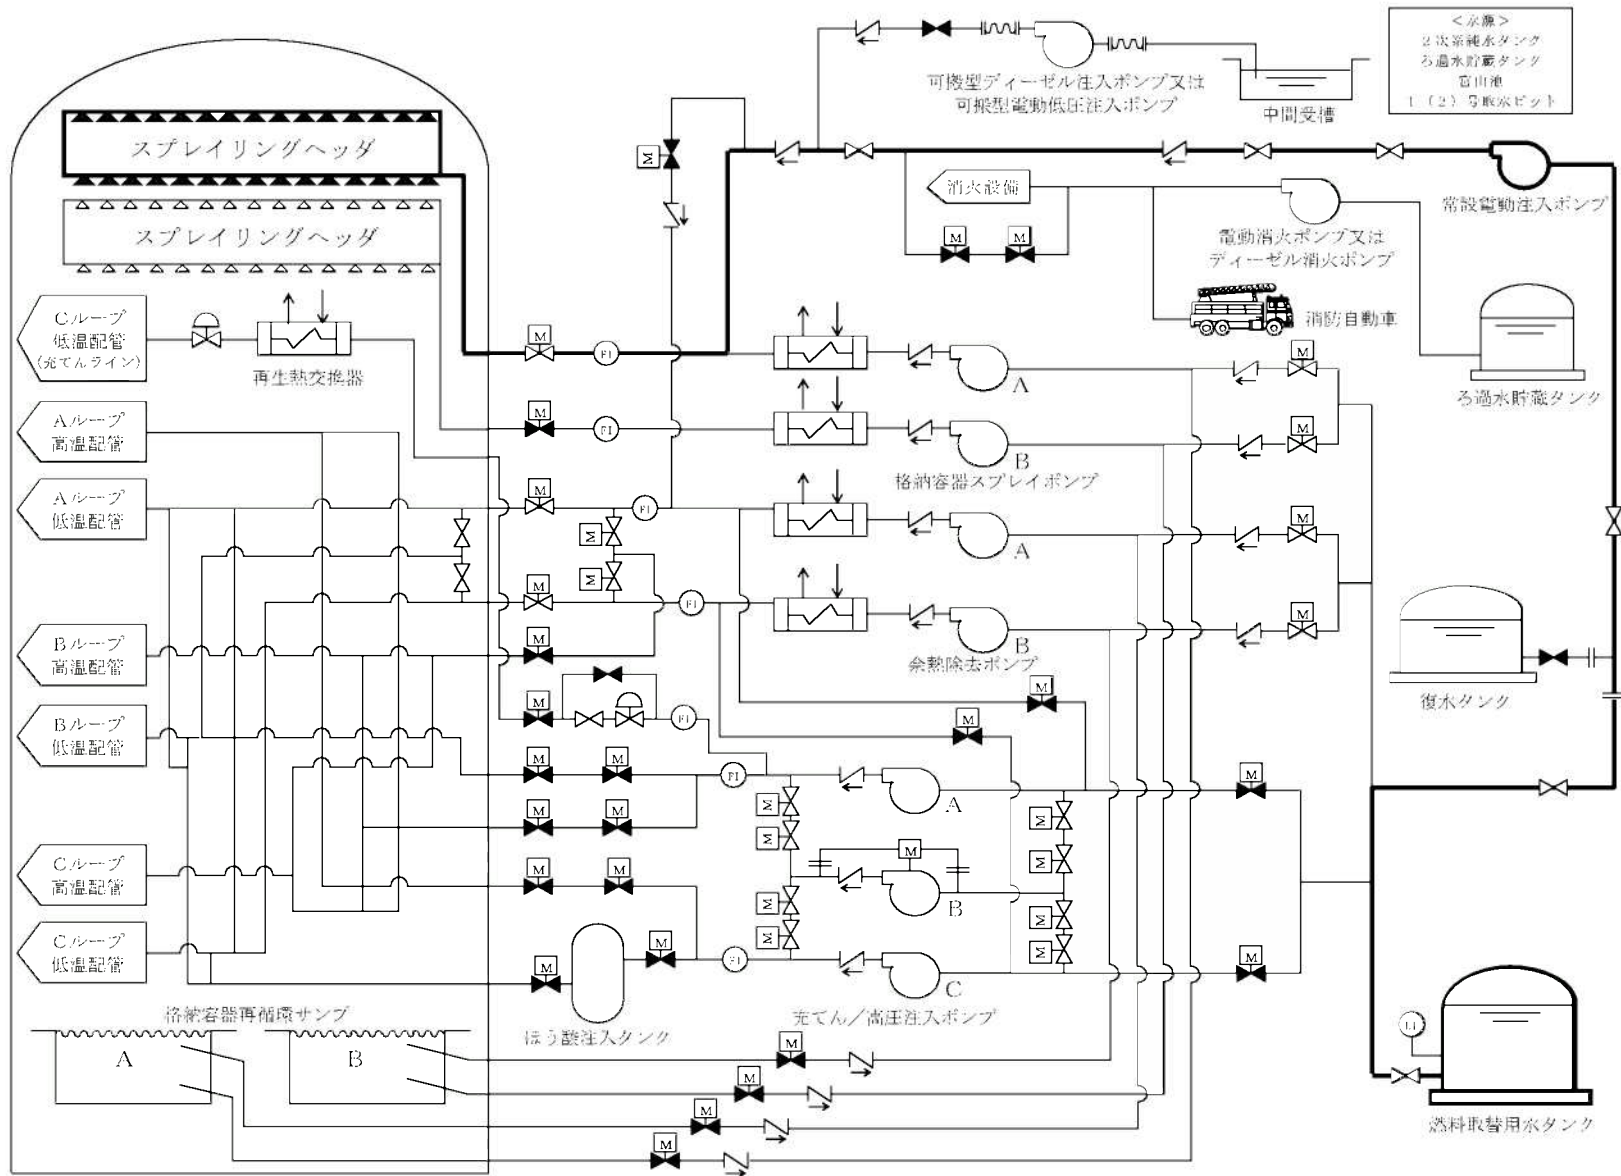 <水源>
2次系純水タンク
ろ過水貯蔵タンク
宮山池
1(2)号取水ピット
可搬型ディーゼル注入ポンプ又は
可搬型電動低圧注入ポンプ
中間受槽
スプレイリングヘッダ
スプレイリングヘッダ
M
消火設備
常設電動注入ポンプ
M
M
電動消火ポンプ又は
ディーゼル消火ポンプ
消防自動車
ろ過水貯蔵タンク
Cループ
低温配管
(充てんライン)
再生熱交換器
M
FI
A
M
Aループ
高温配管
M
FI
B
M
格納容器スプレイポンプ
Aループ
低温配管
M
FI
M
A
M
M
M
FI
B
M
余熱除去ポンプ
Bループ
高温配管
M
復水タンク
M
FI
M
M
Bループ
低温配管
M
M
FI
A
M
M
M
M
M
M
M
M
B
Cループ
高温配管
M
M
M
M
M
M
Cループ
低温配管
M
M
FI
C
M
充てん/高圧注入ポンプ
ほう酸注入タンク
格納容器再循環サンプ
A
B
M
M
M
M
LI
燃料取替用水タンク